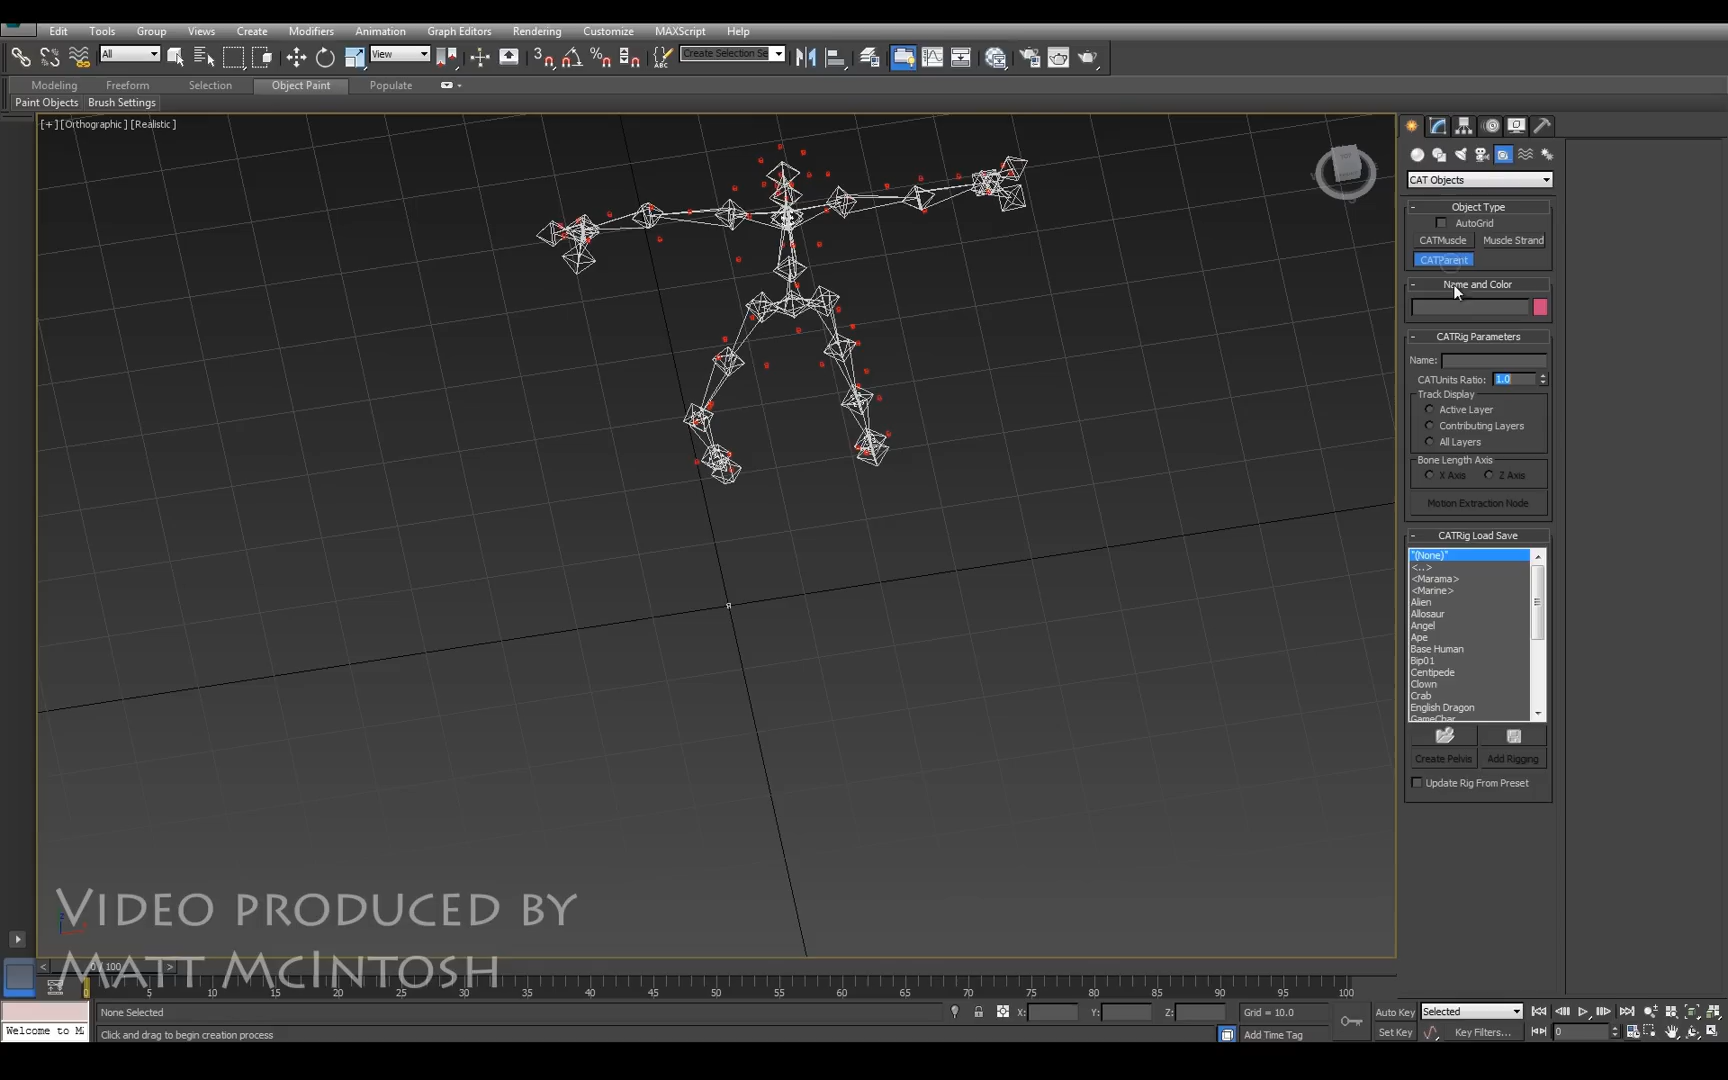 Edit Tools Group Views Create Modifiers Animation Graph Editors Rendering Customize MAXScript Help
All View Create Selection Se
Modeling Freeform Selection Object Paint Populate
Paint Objects Brush Settings
[+][Orthographic][Realistic]
CAT Objects
- Object Type
AutoGrid
CATMuscle Muscle Strand
CATParent
- Name and Color
- CATRig Parameters
Name:
CATUnits Ratio: 1.0
Track Display
Active Layer
Contributing Layers
All Layers
Bone Length Axis
X Axis Z Axis
Motion Extraction Node
- CATRig Load Save
"(None)"
<..>
<Marama>
<Marine>
Alien
Allosaur
Angel
Ape
Base Human
Bip01
Centipede
Clown
Crab
English Dragon
GameChar
Create Pelvis Add Rigging
Update Rig From Preset
Video produced by
Matt McIntosh
< 0 / 100 >
5 10 15 20 25 30 35 40 45 50 55 60 65 70 75 80 85 90 95 100
None Selected X: Y: Z: Grid = 10.0 Auto Key Selected
Welcome to M Click and drag to begin creation process Add Time Tag Set Key Key Filters... 0